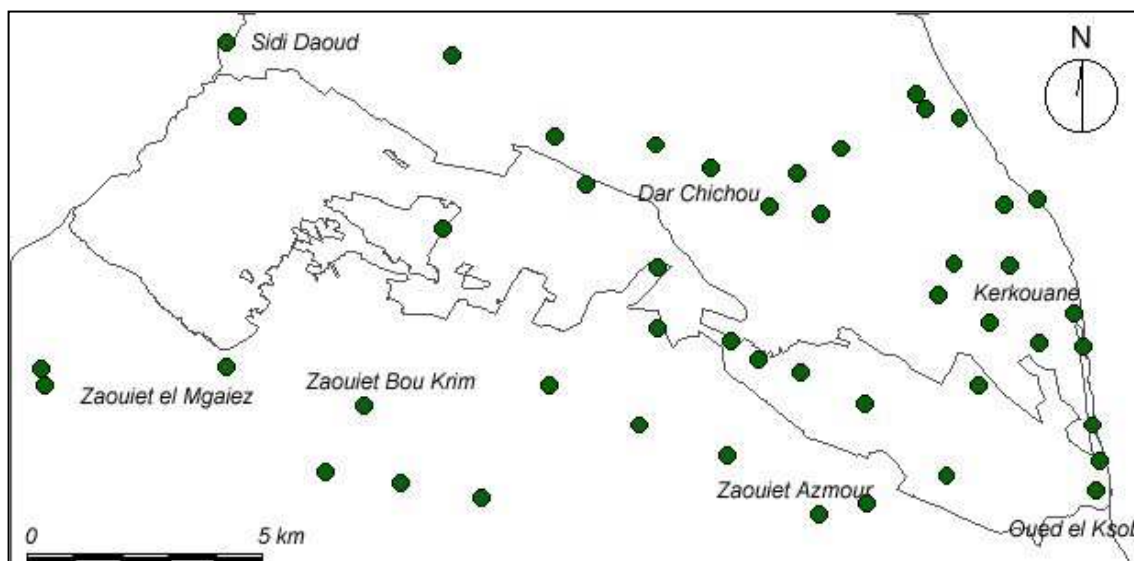 Sidi Daoud
N
Dar Chichou
Kerkouane
Zaouiet el Mgaiez
Zaouiet Bou Krim
Zaouiet Azmour
Oued el Ksob
0 5 km